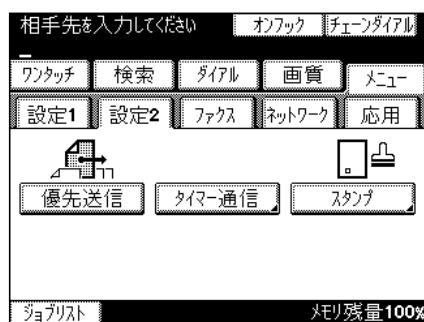 相手先を入力してください オンフック チェーンダイアル
ワンタッチ 検索 ダイアル 画質 メニュー
設定1 設定2 ファクス ネットワーク 応用
優先送信 タイマー通信 スタンプ
ジョブリスト メモリ残量100%